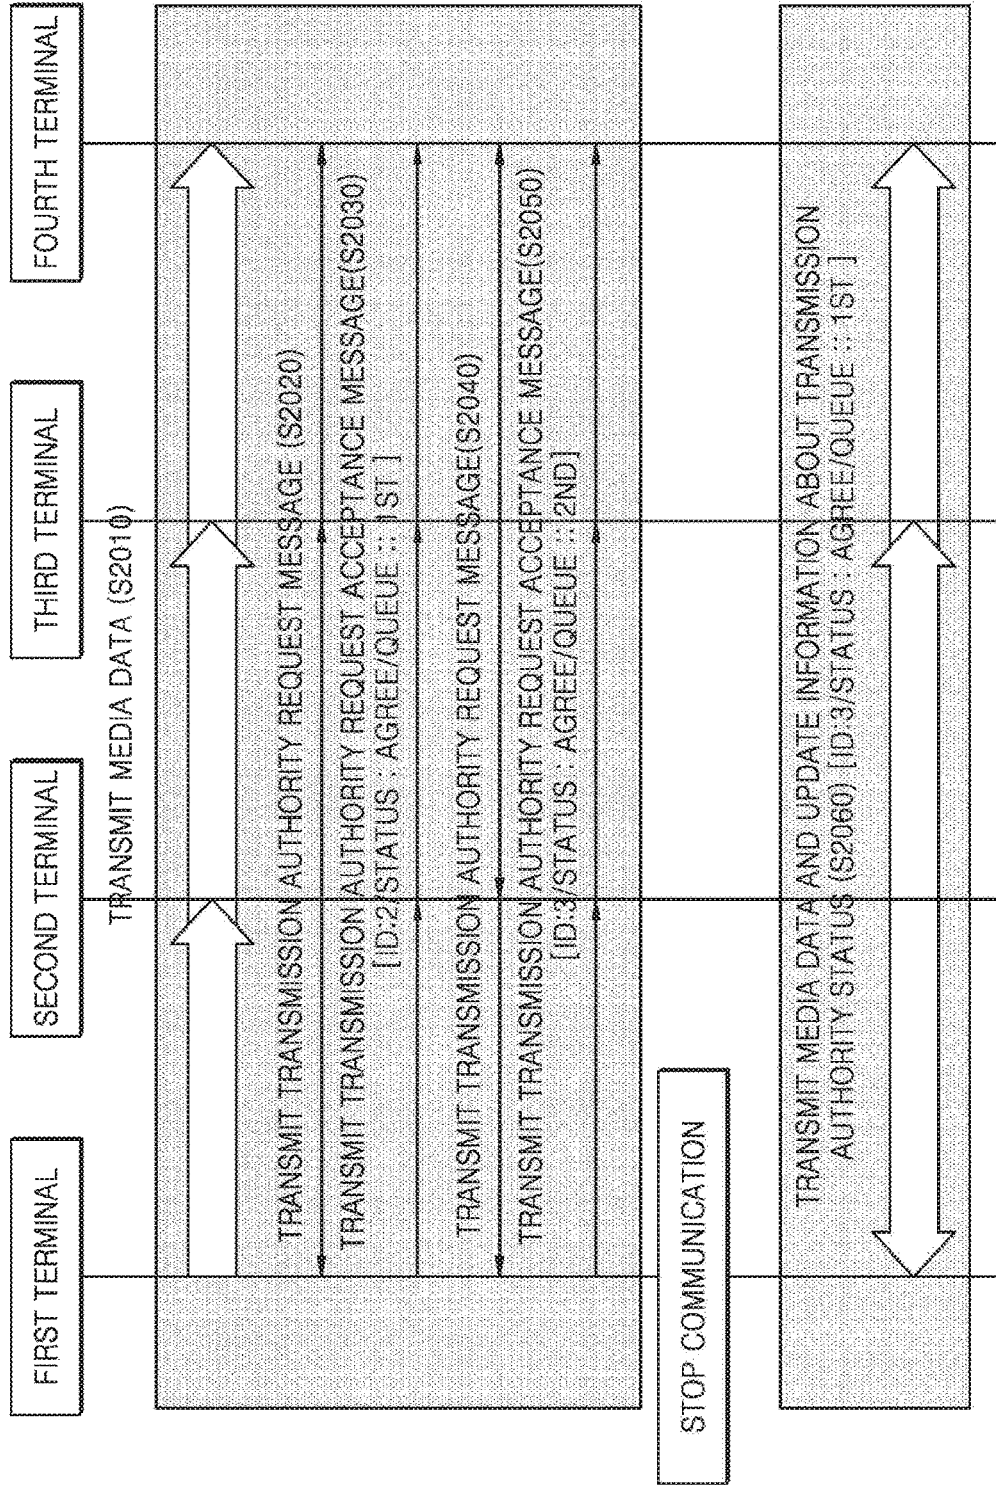 FIRST TERMINAL
SECOND TERMINAL
THIRD TERMINAL
FOURTH TERMINAL
TRANSMIT MEDIA DATA (S2010)
TRANSMIT TRANSMISSION AUTHORITY REQUEST MESSAGE (S2020)
TRANSMIT TRANSMISSION AUTHORITY REQUEST ACCEPTANCE MESSAGE(S2030)
[ID:2/STATUS : AGREE/QUEUE :: 1ST ]
TRANSMIT TRANSMISSION AUTHORITY REQUEST MESSAGE(S2040)
TRANSMIT TRANSMISSION AUTHORITY REQUEST ACCEPTANCE MESSAGE(S2050)
[ID:3/STATUS : AGREE/QUEUE :: 2ND]
STOP COMMUNICATION
TRANSMIT MEDIA DATA AND UPDATE INFORMATION ABOUT TRANSMISSION
AUTHORITY STATUS (S2060) [ID:3/STATUS : AGREE/QUEUE :: 1ST ]